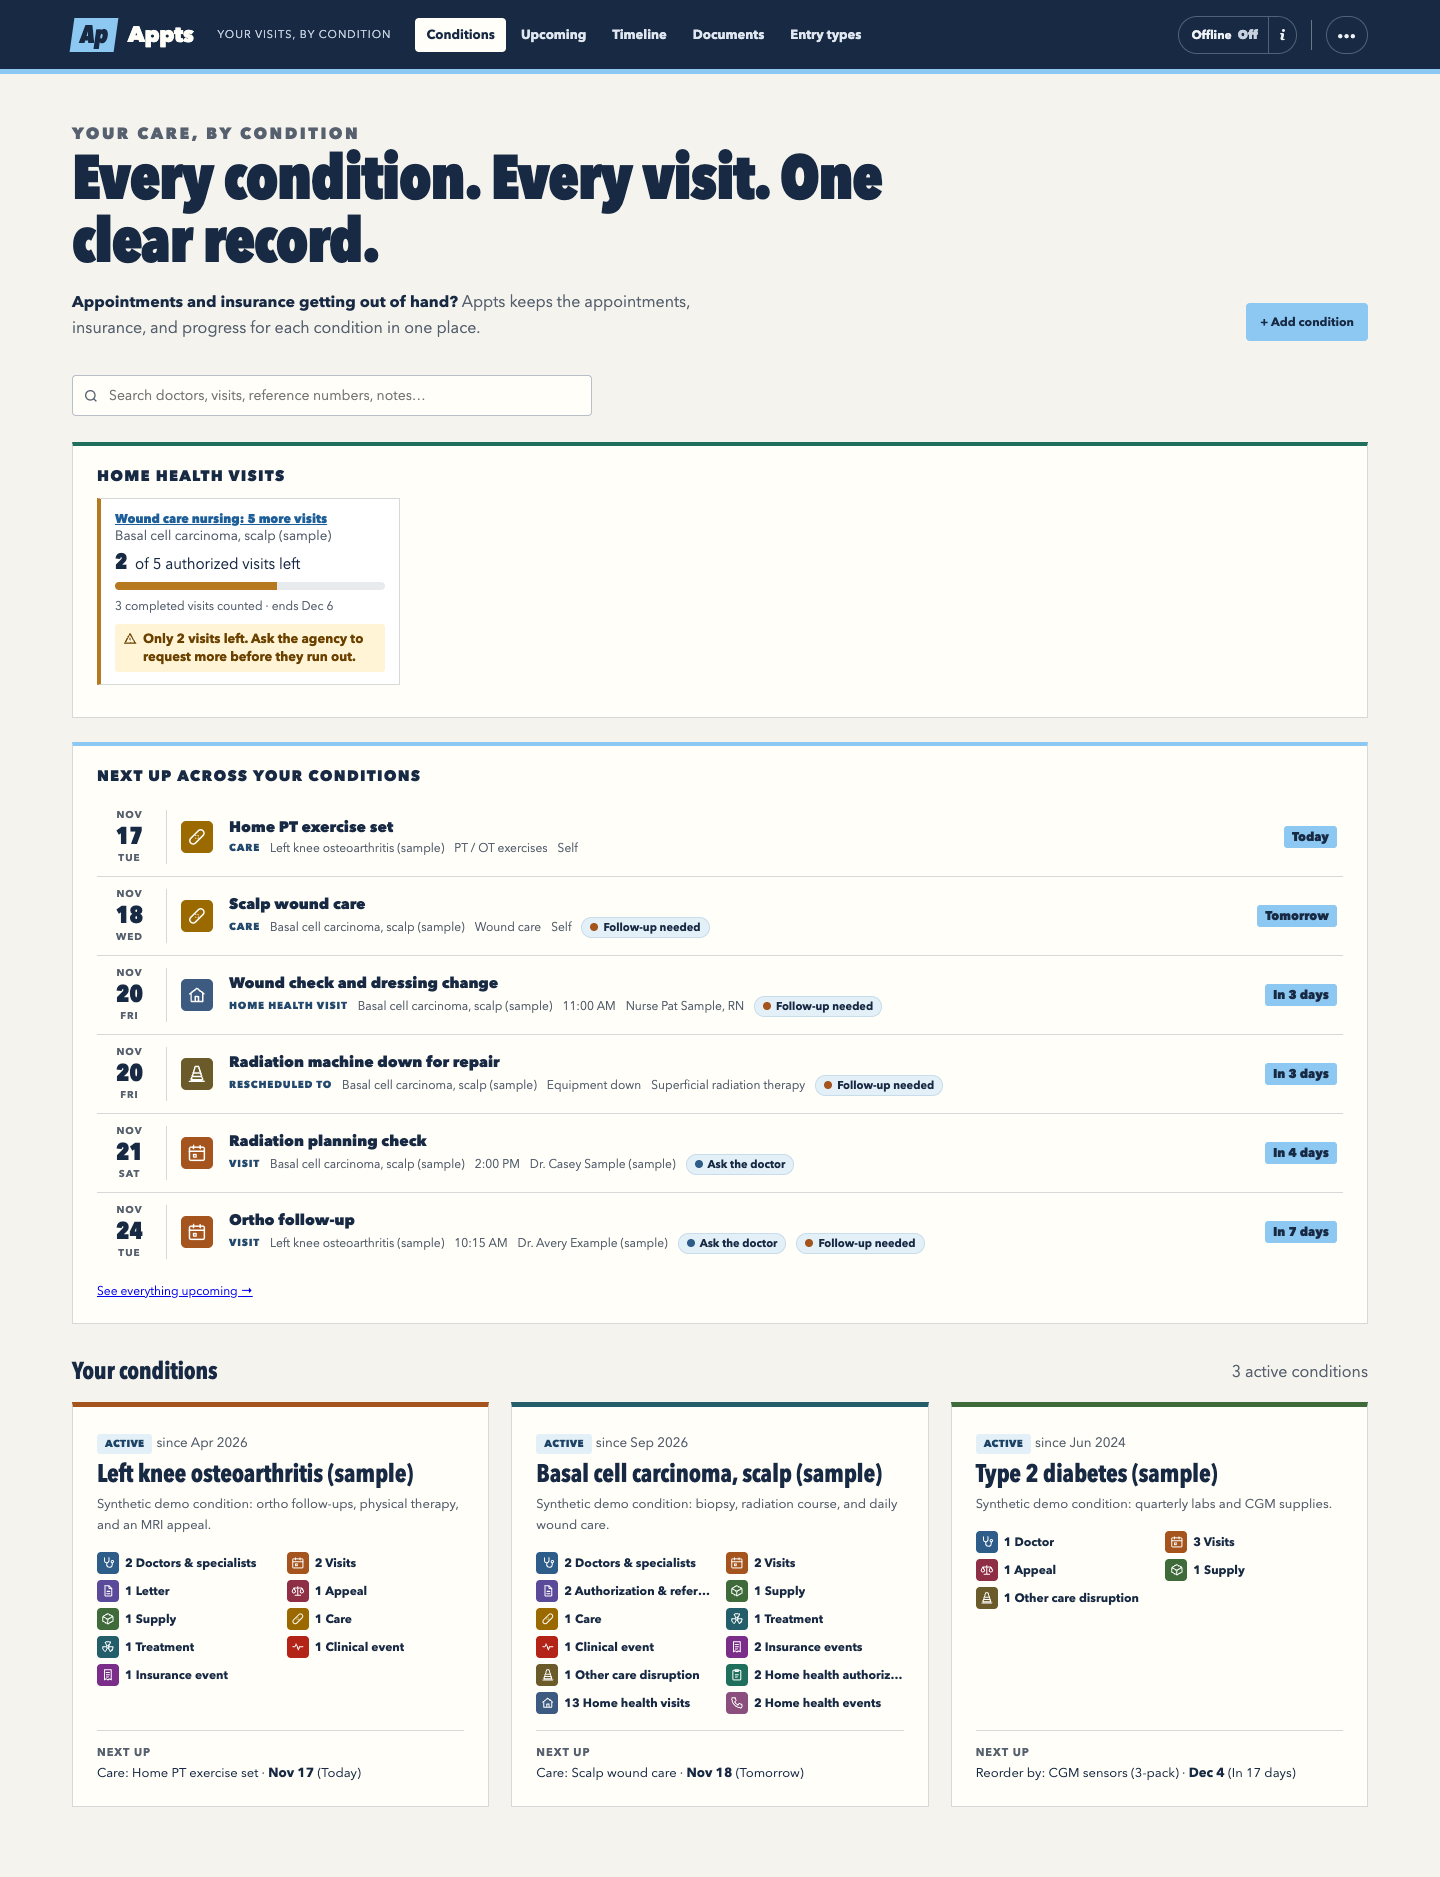 Ap Appts YOUR VISITS, BY CONDITION Conditions Upcoming Timeline Documents Entry types Offline Off i
YOUR CARE, BY CONDITION
Every condition. Every visit. One
clear record.
Appointments and insurance getting out of hand? Appts keeps the appointments,
insurance, and progress for each condition in one place.
+ Add condition
Search doctors, visits, reference numbers, notes…
HOME HEALTH VISITS
Wound care nursing: 5 more visits
Basal cell carcinoma, scalp (sample)
2 of 5 authorized visits left
3 completed visits counted · ends Dec 6
Only 2 visits left. Ask the agency to
request more before they run out.
NEXT UP ACROSS YOUR CONDITIONS
NOV
17
TUE
Home PT exercise set
CARE Left knee osteoarthritis (sample) PT / OT exercises Self
Today
NOV
18
WED
Scalp wound care
CARE Basal cell carcinoma, scalp (sample) Wound care Self Follow-up needed
Tomorrow
NOV
20
FRI
Wound check and dressing change
HOME HEALTH VISIT Basal cell carcinoma, scalp (sample) 11:00 AM Nurse Pat Sample, RN Follow-up needed
In 3 days
NOV
20
FRI
Radiation machine down for repair
RESCHEDULED TO Basal cell carcinoma, scalp (sample) Equipment down Superficial radiation therapy Follow-up needed
In 3 days
NOV
21
SAT
Radiation planning check
VISIT Basal cell carcinoma, scalp (sample) 2:00 PM Dr. Casey Sample (sample) Ask the doctor
In 4 days
NOV
24
TUE
Ortho follow-up
VISIT Left knee osteoarthritis (sample) 10:15 AM Dr. Avery Example (sample) Ask the doctor Follow-up needed
In 7 days
See everything upcoming →
Your conditions
3 active conditions
ACTIVE since Apr 2026
Left knee osteoarthritis (sample)
Synthetic demo condition: ortho follow-ups, physical therapy,
and an MRI appeal.
2 Doctors & specialists 2 Visits
1 Letter 1 Appeal
1 Supply 1 Care
1 Treatment 1 Clinical event
1 Insurance event
NEXT UP
Care: Home PT exercise set · Nov 17 (Today)
ACTIVE since Sep 2026
Basal cell carcinoma, scalp (sample)
Synthetic demo condition: biopsy, radiation course, and daily
wound care.
2 Doctors & specialists 2 Visits
2 Authorization & refer… 1 Supply
1 Care 1 Treatment
1 Clinical event 2 Insurance events
1 Other care disruption 2 Home health authoriz…
13 Home health visits 2 Home health events
NEXT UP
Care: Scalp wound care · Nov 18 (Tomorrow)
ACTIVE since Jun 2024
Type 2 diabetes (sample)
Synthetic demo condition: quarterly labs and CGM supplies.
1 Doctor 3 Visits
1 Appeal 1 Supply
1 Other care disruption
NEXT UP
Reorder by: CGM sensors (3-pack) · Dec 4 (In 17 days)